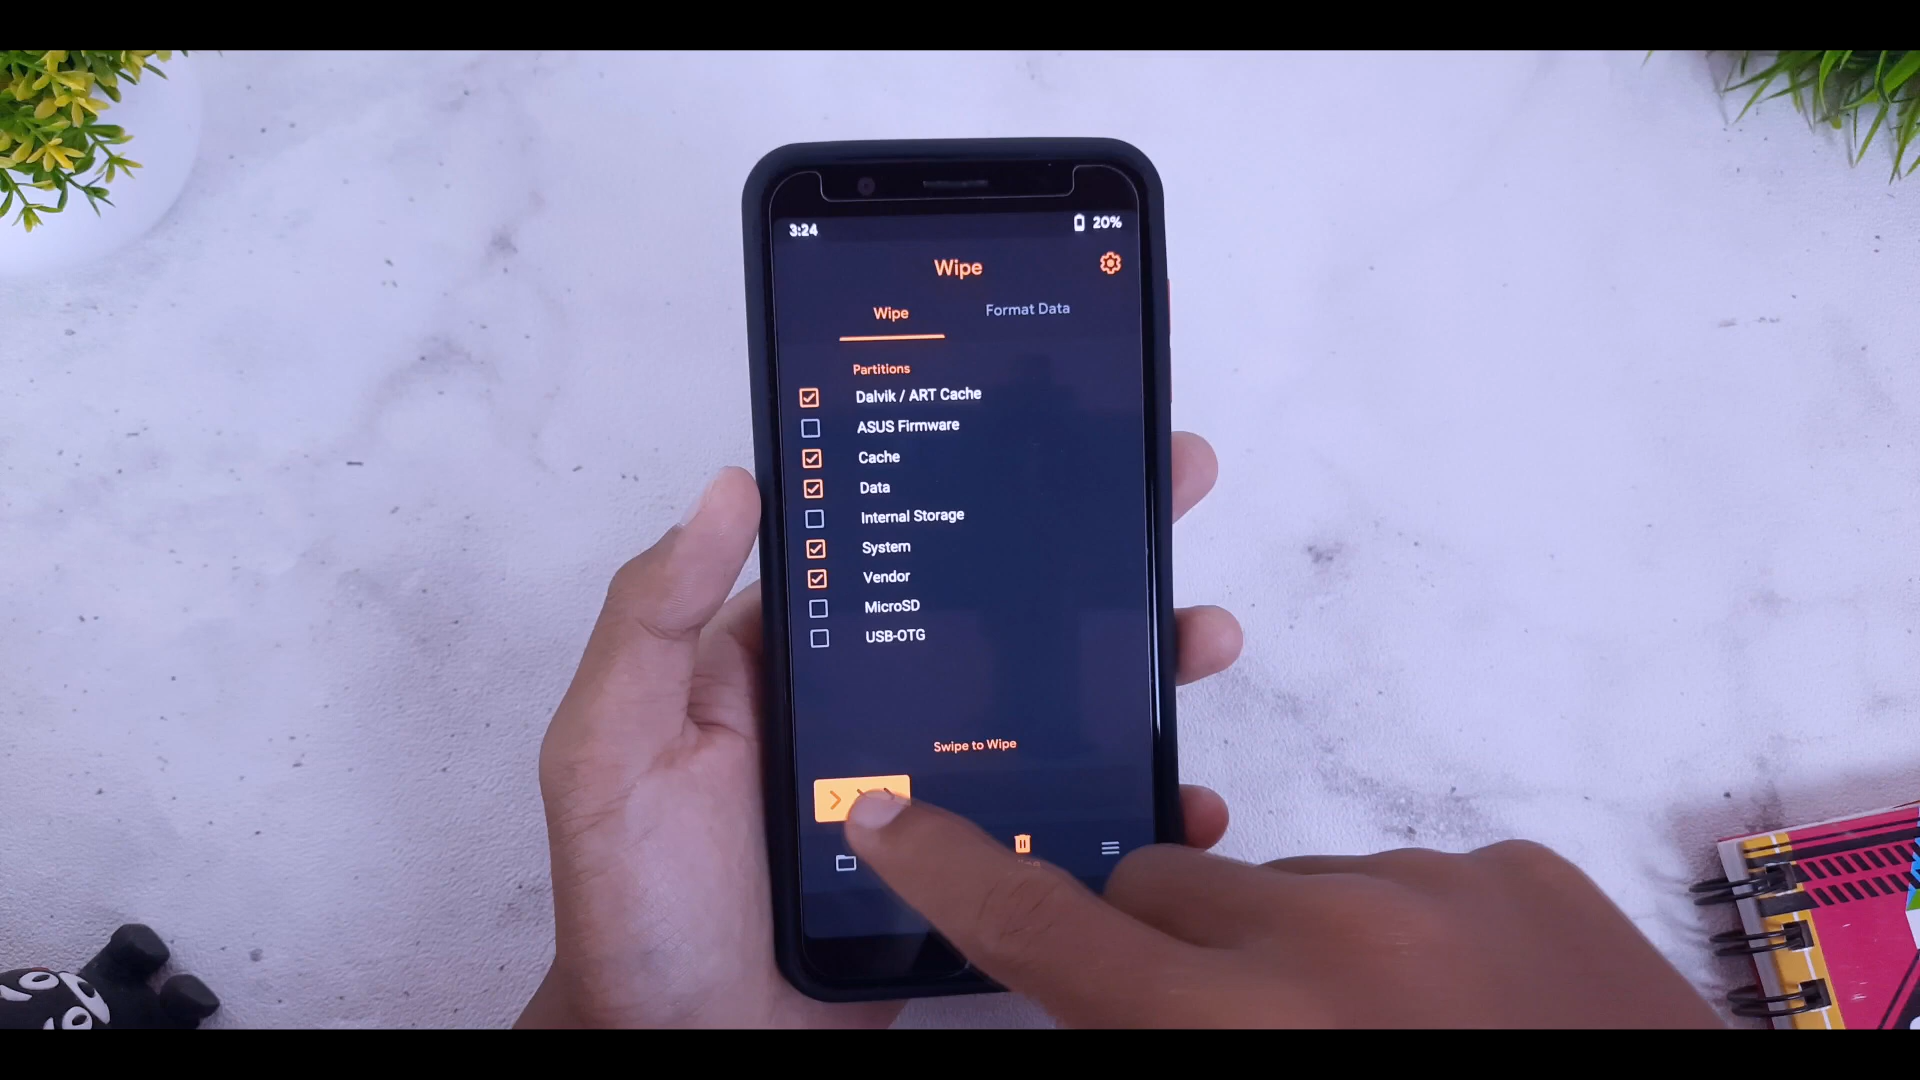 3:24
20%
Wipe
Wipe
Format Data
Partitions
Dalvik / ART Cache
ASUS Firmware
Cache
Data
Internal Storage
System
Vendor
MicroSD
USB-OTG
Swipe to Wipe